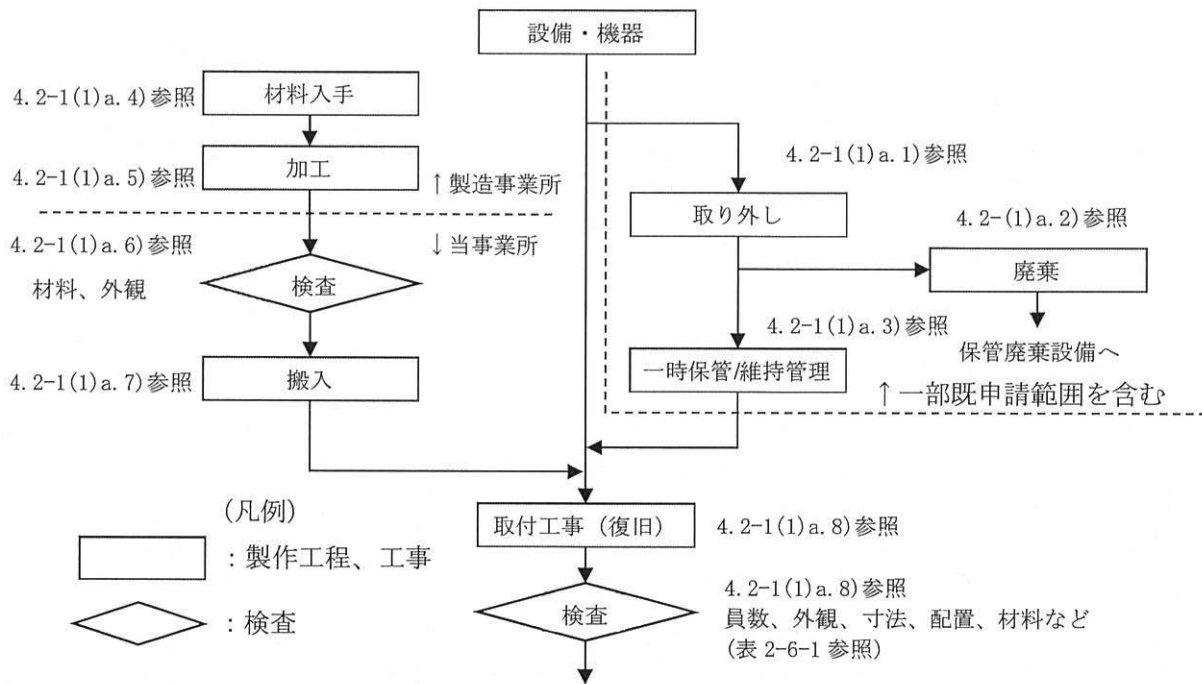 設備・機器
4.2-1(1)a.4)参照
材料入手
4.2-1(1)a.5)参照
加工
↑製造事業所
↓当事業所
4.2-1(1)a.6)参照
材料、外観
検査
4.2-1(1)a.7)参照
搬入
4.2-1(1)a.1)参照
取り外し
4.2-(1)a.2)参照
廃棄
保管廃棄設備へ
4.2-1(1)a.3)参照
一時保管/維持管理
↑一部既申請範囲を含む
取付工事（復旧）
4.2-1(1)a.8)参照
検査
4.2-1(1)a.8)参照
員数、外観、寸法、配置、材料など
(表 2-6-1 参照)
(凡例)
：製作工程、工事
：検査